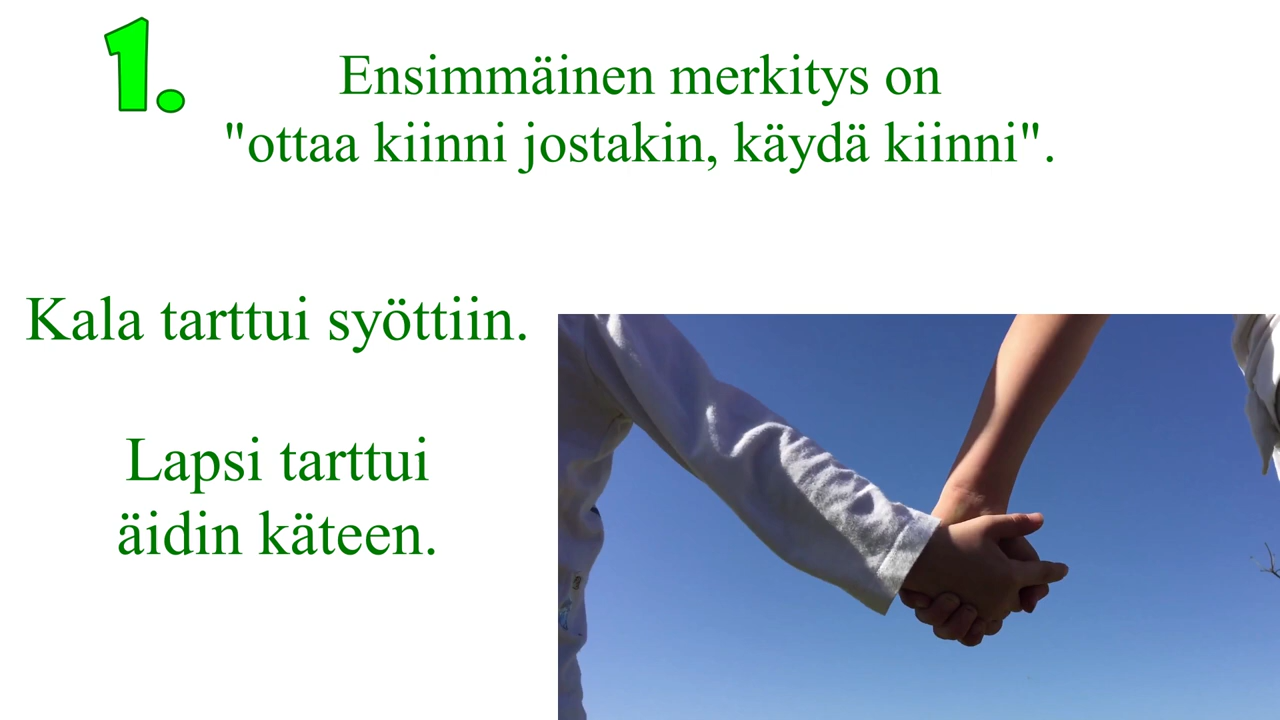 1.
Ensimmäinen merkitys on
"ottaa kiinni jostakin, käydä kiinni".
Kala tarttui syöttiin.
Lapsi tarttui
äidin käteen.